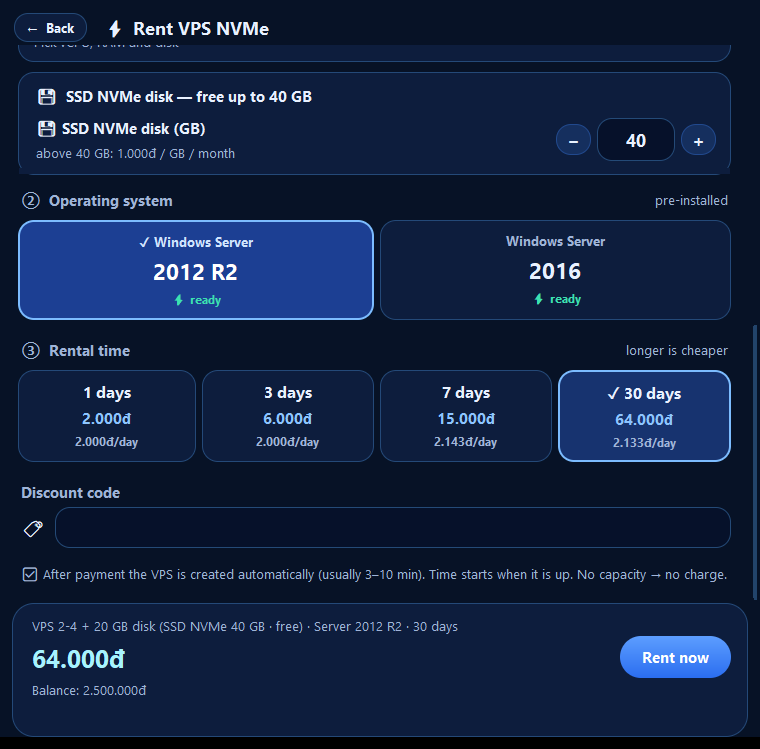 ← Back
Rent VPS NVMe
SSD NVMe disk — free up to 40 GB
SSD NVMe disk (GB)
above 40 GB: 1.000đ / GB / month
− 40 +
② Operating system
pre-installed
✓ Windows Server
2012 R2
ready
Windows Server
2016
ready
③ Rental time
longer is cheaper
1 days
2.000đ
2.000đ/day
3 days
6.000đ
2.000đ/day
7 days
15.000đ
2.143đ/day
✓ 30 days
64.000đ
2.133đ/day
Discount code
After payment the VPS is created automatically (usually 3–10 min). Time starts when it is up. No capacity → no charge.
VPS 2-4 + 20 GB disk (SSD NVMe 40 GB · free) · Server 2012 R2 · 30 days
64.000đ
Rent now
Balance: 2.500.000đ